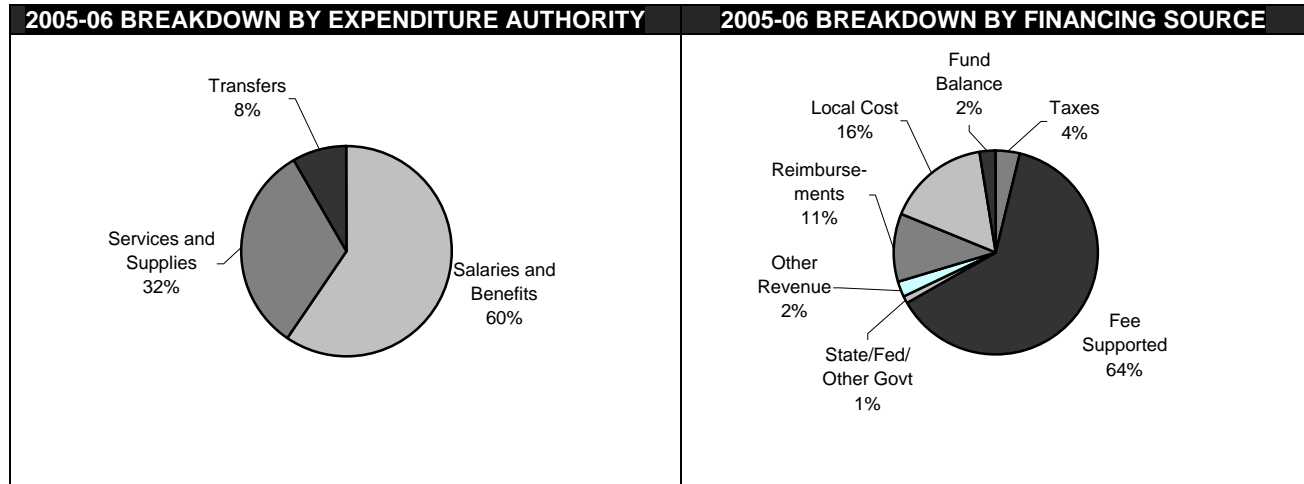 2005-06 BREAKDOWN BY EXPENDITURE AUTHORITY
Transfers
8%
Services and
Supplies
32%
Salaries and
Benefits
60%
2005-06 BREAKDOWN BY FINANCING SOURCE
Fund
Balance
2%
Taxes
4%
Local Cost
16%
Reimburse-
ments
11%
Other
Revenue
2%
State/Fed/
Other Govt
1%
Fee
Supported
64%